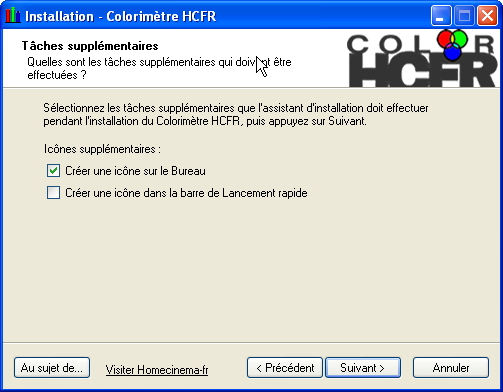 Installation - Colorimètre HCFR
Tâches supplémentaires
Quelles sont les tâches supplémentaires qui doivent être
effectuées ?
COLOR
HCFR
Sélectionnez les tâches supplémentaires que l'assistant d'installation doit effectuer
pendant l'installation du Colorimètre HCFR, puis appuyez sur Suivant.
Icônes supplémentaires :
Créer une icône sur le Bureau
Créer une icône dans la barre de Lancement rapide
Au sujet de...
Visiter Homecinema-fr
< Précédent
Suivant >
Annuler